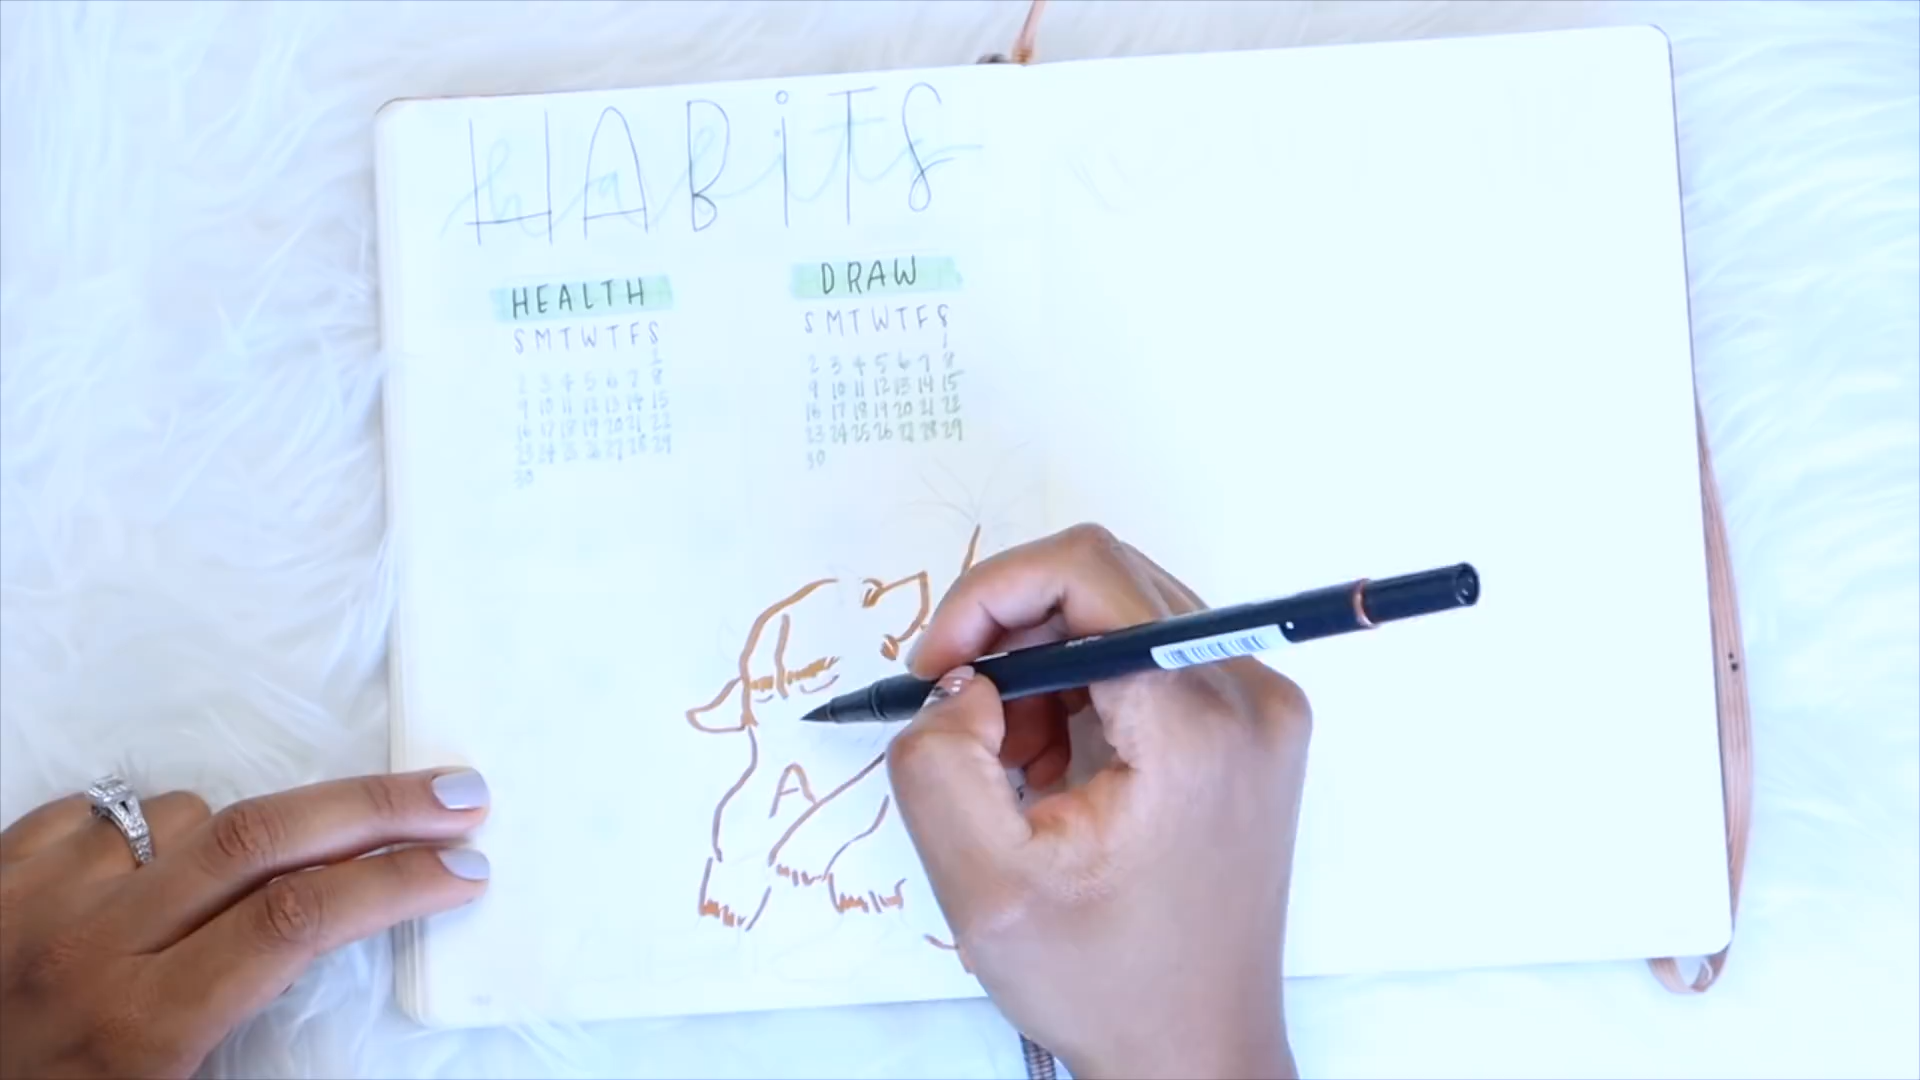 HABiTS
habits
HEALTH
S M T W T F S
1
2 3 4 5 6 7 8
9 10 11 12 13 14 15
16 17 18 19 20 21 22
23 24 25 26 27 28 29
30
DRAW
S M T W T F S
1
2 3 4 5 6 7 8
9 10 11 12 13 14 15
16 17 18 19 20 21 22
23 24 25 26 27 28 29
30